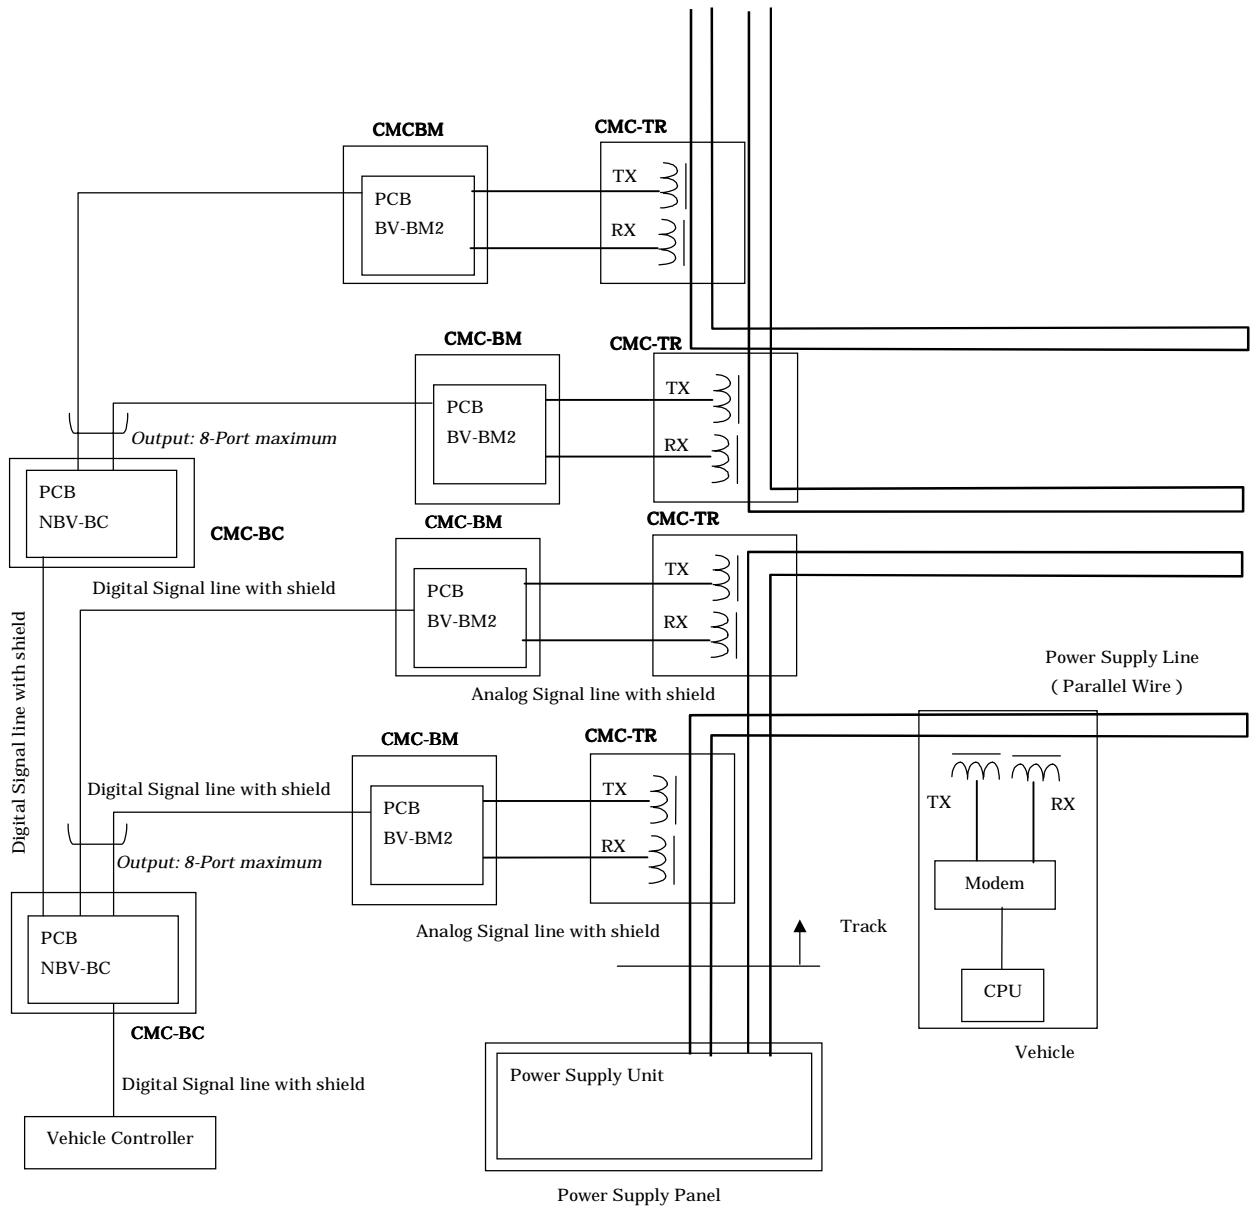 CMCBM
CMC-TR
PCB
BV-BM2
TX
RX
CMC-BM
CMC-TR
PCB
BV-BM2
TX
RX
Output: 8-Port maximum
PCB
NBV-BC
CMC-BC
CMC-BM
CMC-TR
PCB
BV-BM2
TX
RX
Digital Signal line with shield
Digital Signal line with shield
Analog Signal line with shield
Power Supply Line
( Parallel Wire )
CMC-BM
CMC-TR
Digital Signal line with shield
PCB
BV-BM2
TX
RX
Output: 8-Port maximum
TX
RX
Modem
CPU
Vehicle
Analog Signal line with shield
Track
PCB
NBV-BC
CMC-BC
Digital Signal line with shield
Vehicle Controller
Power Supply Unit
Power Supply Panel